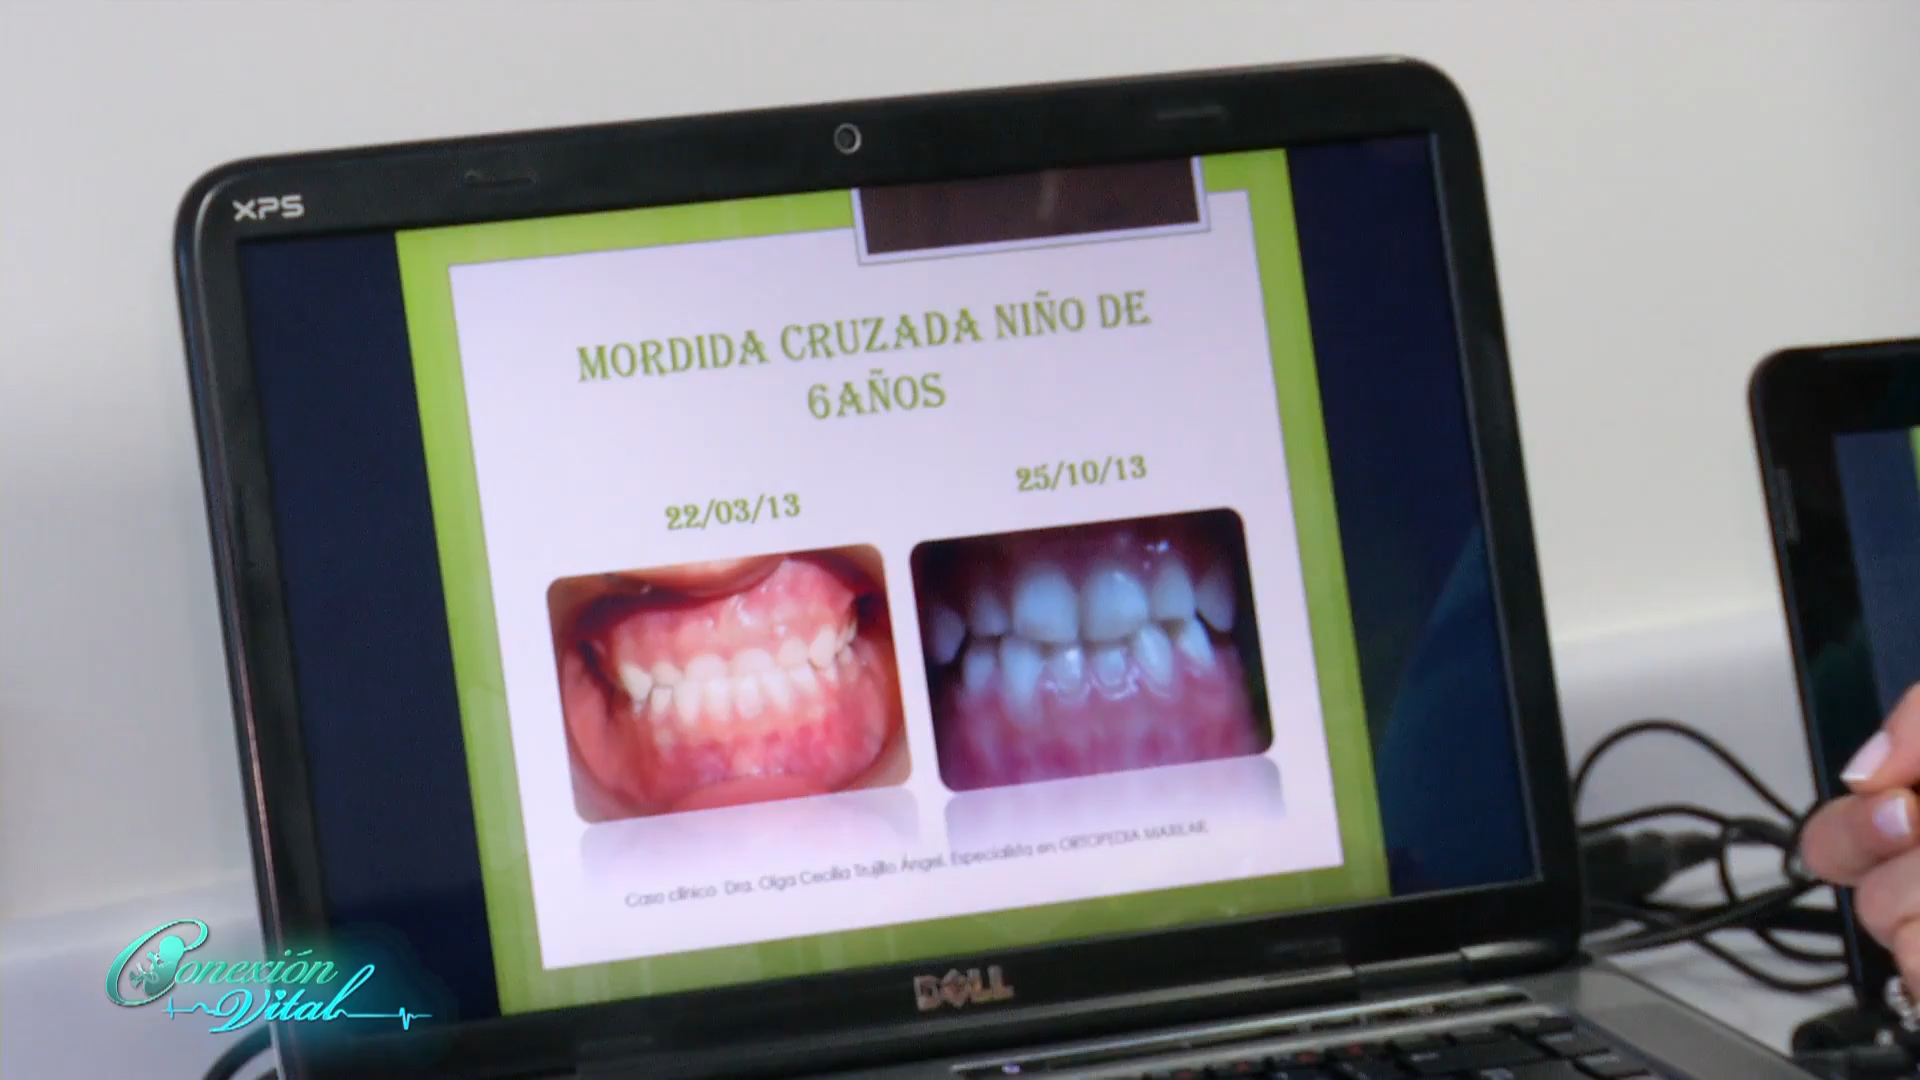 XPS
MORDIDA CRUZADA NIÑO DE
6AÑOS
22/03/13
25/10/13
Caso clínico Dra. Olga Cecilia Trujillo Ángel. Especialista en ORTOPEDIA MAXILAR
DELL
Conexión
Vital